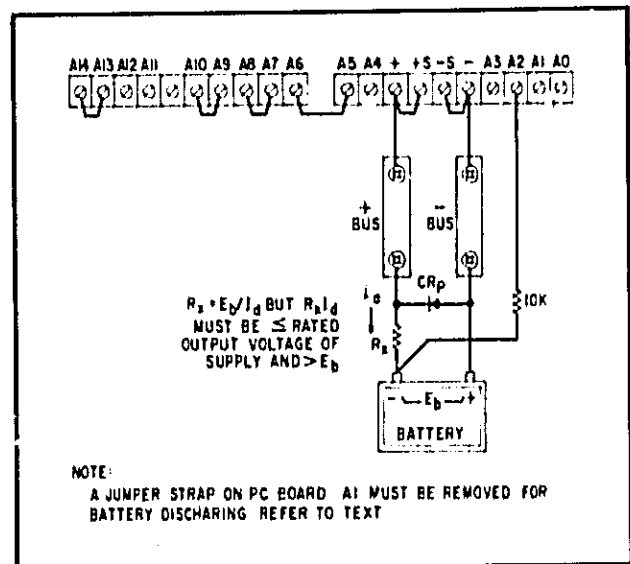 A14 A13 A12 A11 A10 A9 A8 A7 A6 A5 A4 + +S -S - A3 A2 A1 A0
+ BUS
- BUS
CRp
id
10K
Rx = Eb/Id BUT RxId
MUST BE ≤ RATED
OUTPUT VOLTAGE OF
SUPPLY AND > Eb
Rx
- Eb +
BATTERY
NOTE:
A JUMPER STRAP ON PC BOARD A1 MUST BE REMOVED FOR
BATTERY DISCHARING REFER TO TEXT